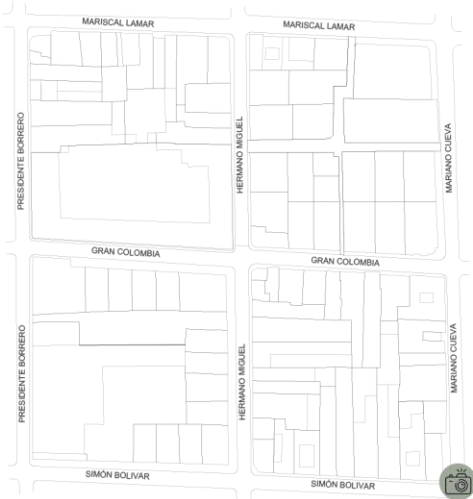 MARISCAL LAMAR
MARISCAL LAMAR
PRESIDENTE BORRERO
HERMANO MIGUEL
MARIANO CUEVA
GRAN COLOMBIA
GRAN COLOMBIA
PRESIDENTE BORRERO
HERMANO MIGUEL
MARIANO CUEVA
SIMÓN BOLIVAR
SIMÓN BOLIVAR